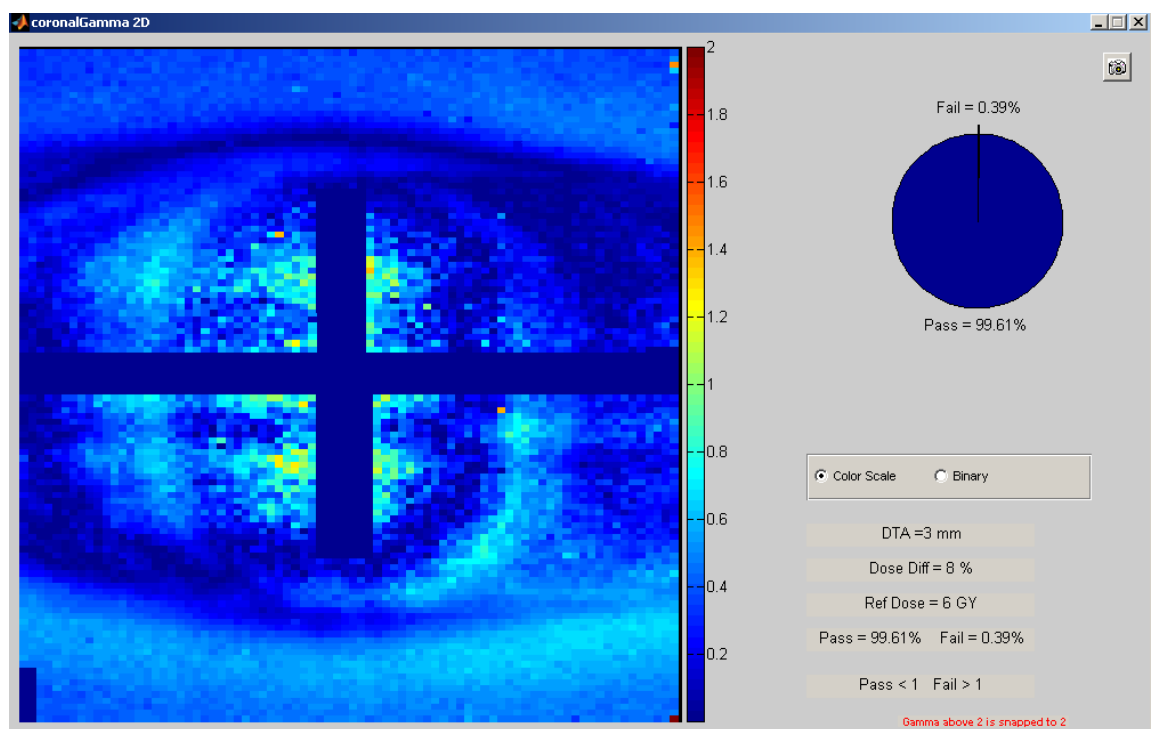 coronalGamma 2D
2
1.8
1.6
1.4
1.2
1
0.8
0.6
0.4
0.2
Fail = 0.39%
Pass = 99.61%
Color Scale Binary
DTA =3 mm
Dose Diff = 8 %
Ref Dose = 6 GY
Pass = 99.61% Fail = 0.39%
Pass < 1 Fail > 1
Gamma above 2 is snapped to 2